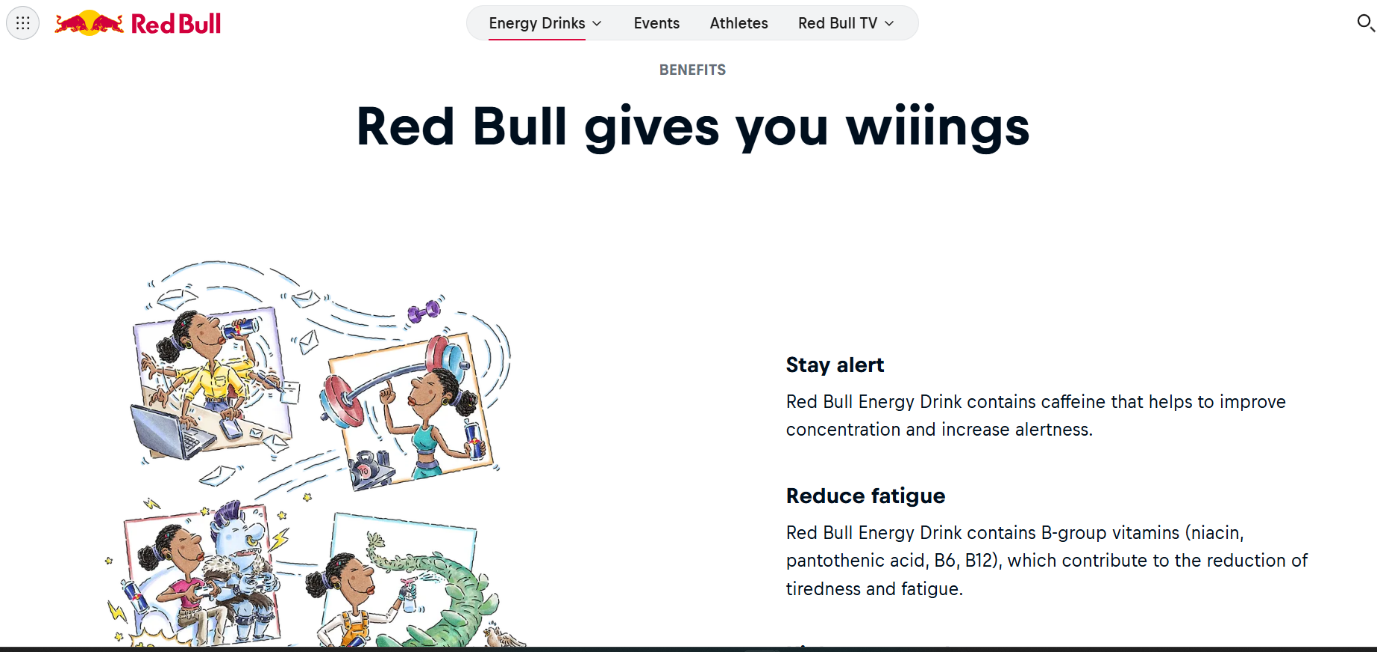 Red Bull
Energy Drinks
Events
Athletes
Red Bull TV
BENEFITS
Red Bull gives you wiiings
Stay alert
Red Bull Energy Drink contains caffeine that helps to improve
concentration and increase alertness.
Reduce fatigue
Red Bull Energy Drink contains B-group vitamins (niacin,
pantothenic acid, B6, B12), which contribute to the reduction of
tiredness and fatigue.